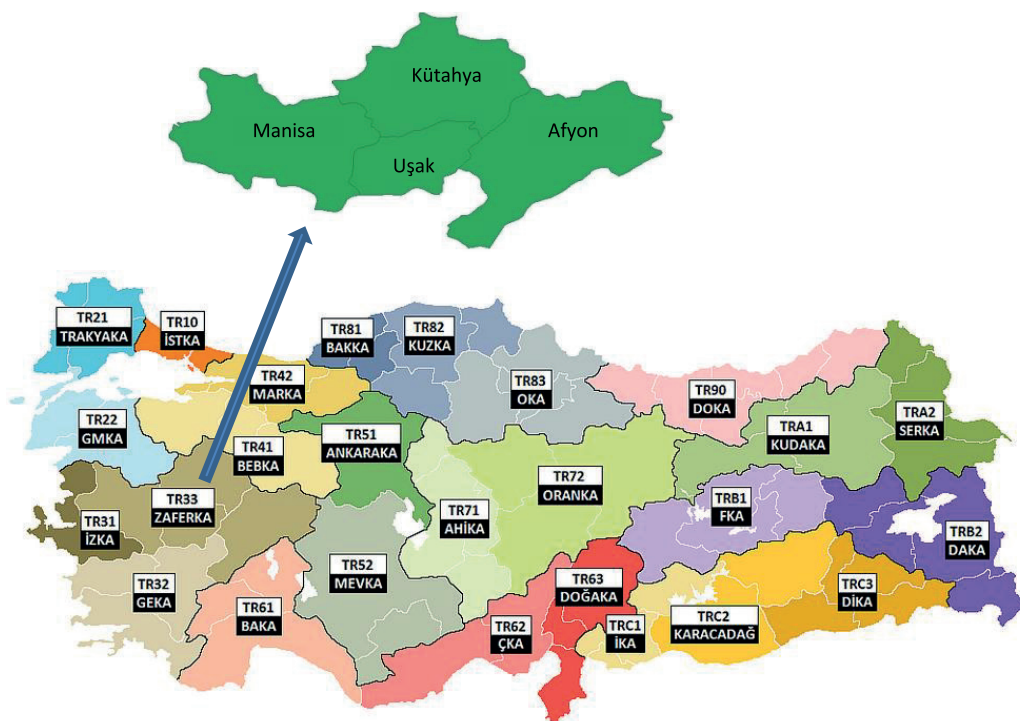 Kütahya
Manisa
Afyon
Uşak
TR21
TRAKYAKA
TR10
İSTKA
TR81
BAKKA
TR82
KUZKA
TR42
MARKA
TR83
OKA
TR90
DOKA
TRA2
SERKA
TR22
GMKA
TR41
BEBKA
TR51
ANKARAKA
TRA1
KUDAKA
TR72
ORANKA
TR33
ZAFERKA
TR71
AHİKA
TRB1
FKA
TR31
İZKA
TRB2
DAKA
TR52
MEVKA
TR63
DOĞAKA
TRC3
DİKA
TR32
GEKA
TR61
BAKA
TR62
ÇKA
TRC1
İKA
TRC2
KARACADAĞ